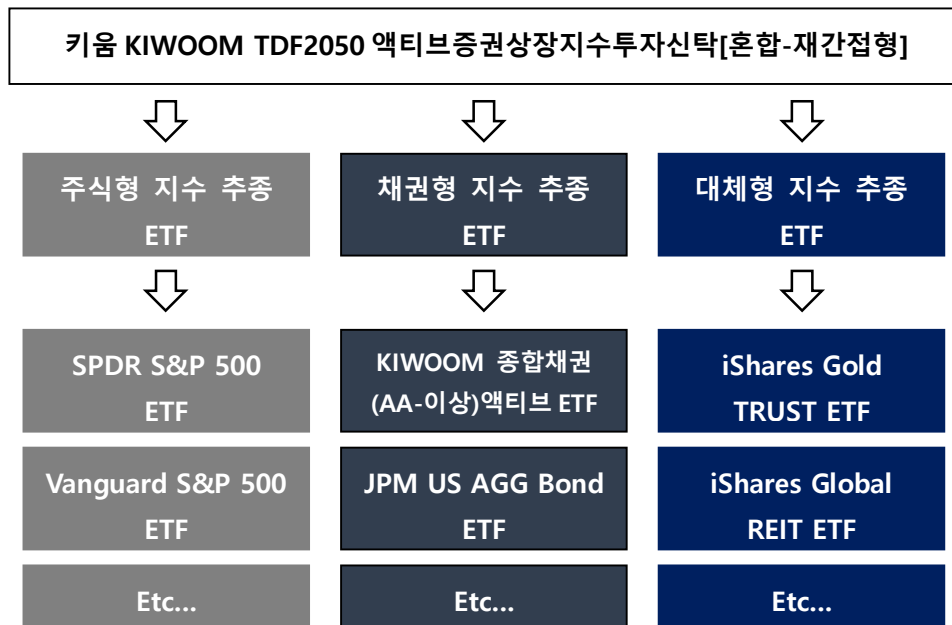 키움 KIWOOM TDF2050 액티브증권상장지수투자신탁[혼합-재간접형]
주식형 지수 추종
ETF
채권형 지수 추종
ETF
대체형 지수 추종
ETF
SPDR S&P 500
ETF
KIWOOM 종합채권
(AA-이상)액티브 ETF
iShares Gold
TRUST ETF
Vanguard S&P 500
ETF
JPM US AGG Bond
ETF
iShares Global
REIT ETF
Etc...
Etc...
Etc...